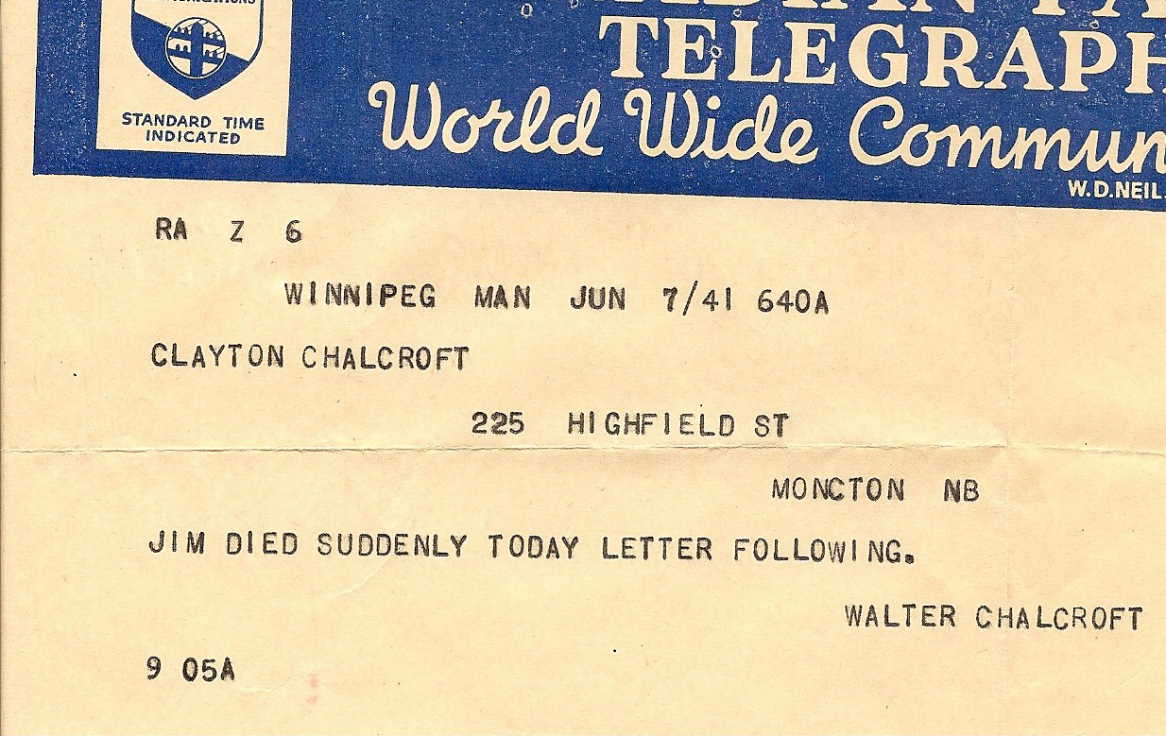 STANDARD TIME
INDICATED
TELEGRAPH
World Wide Commun
W.D. NEIL
RA Z 6
WINNIPEG MAN JUN 7/41 640A
CLAYTON CHALCROFT
225 HIGHFIELD ST
MONCTON NB
JIM DIED SUDDENLY TODAY LETTER FOLLOWING.
WALTER CHALCROFT
9 05A